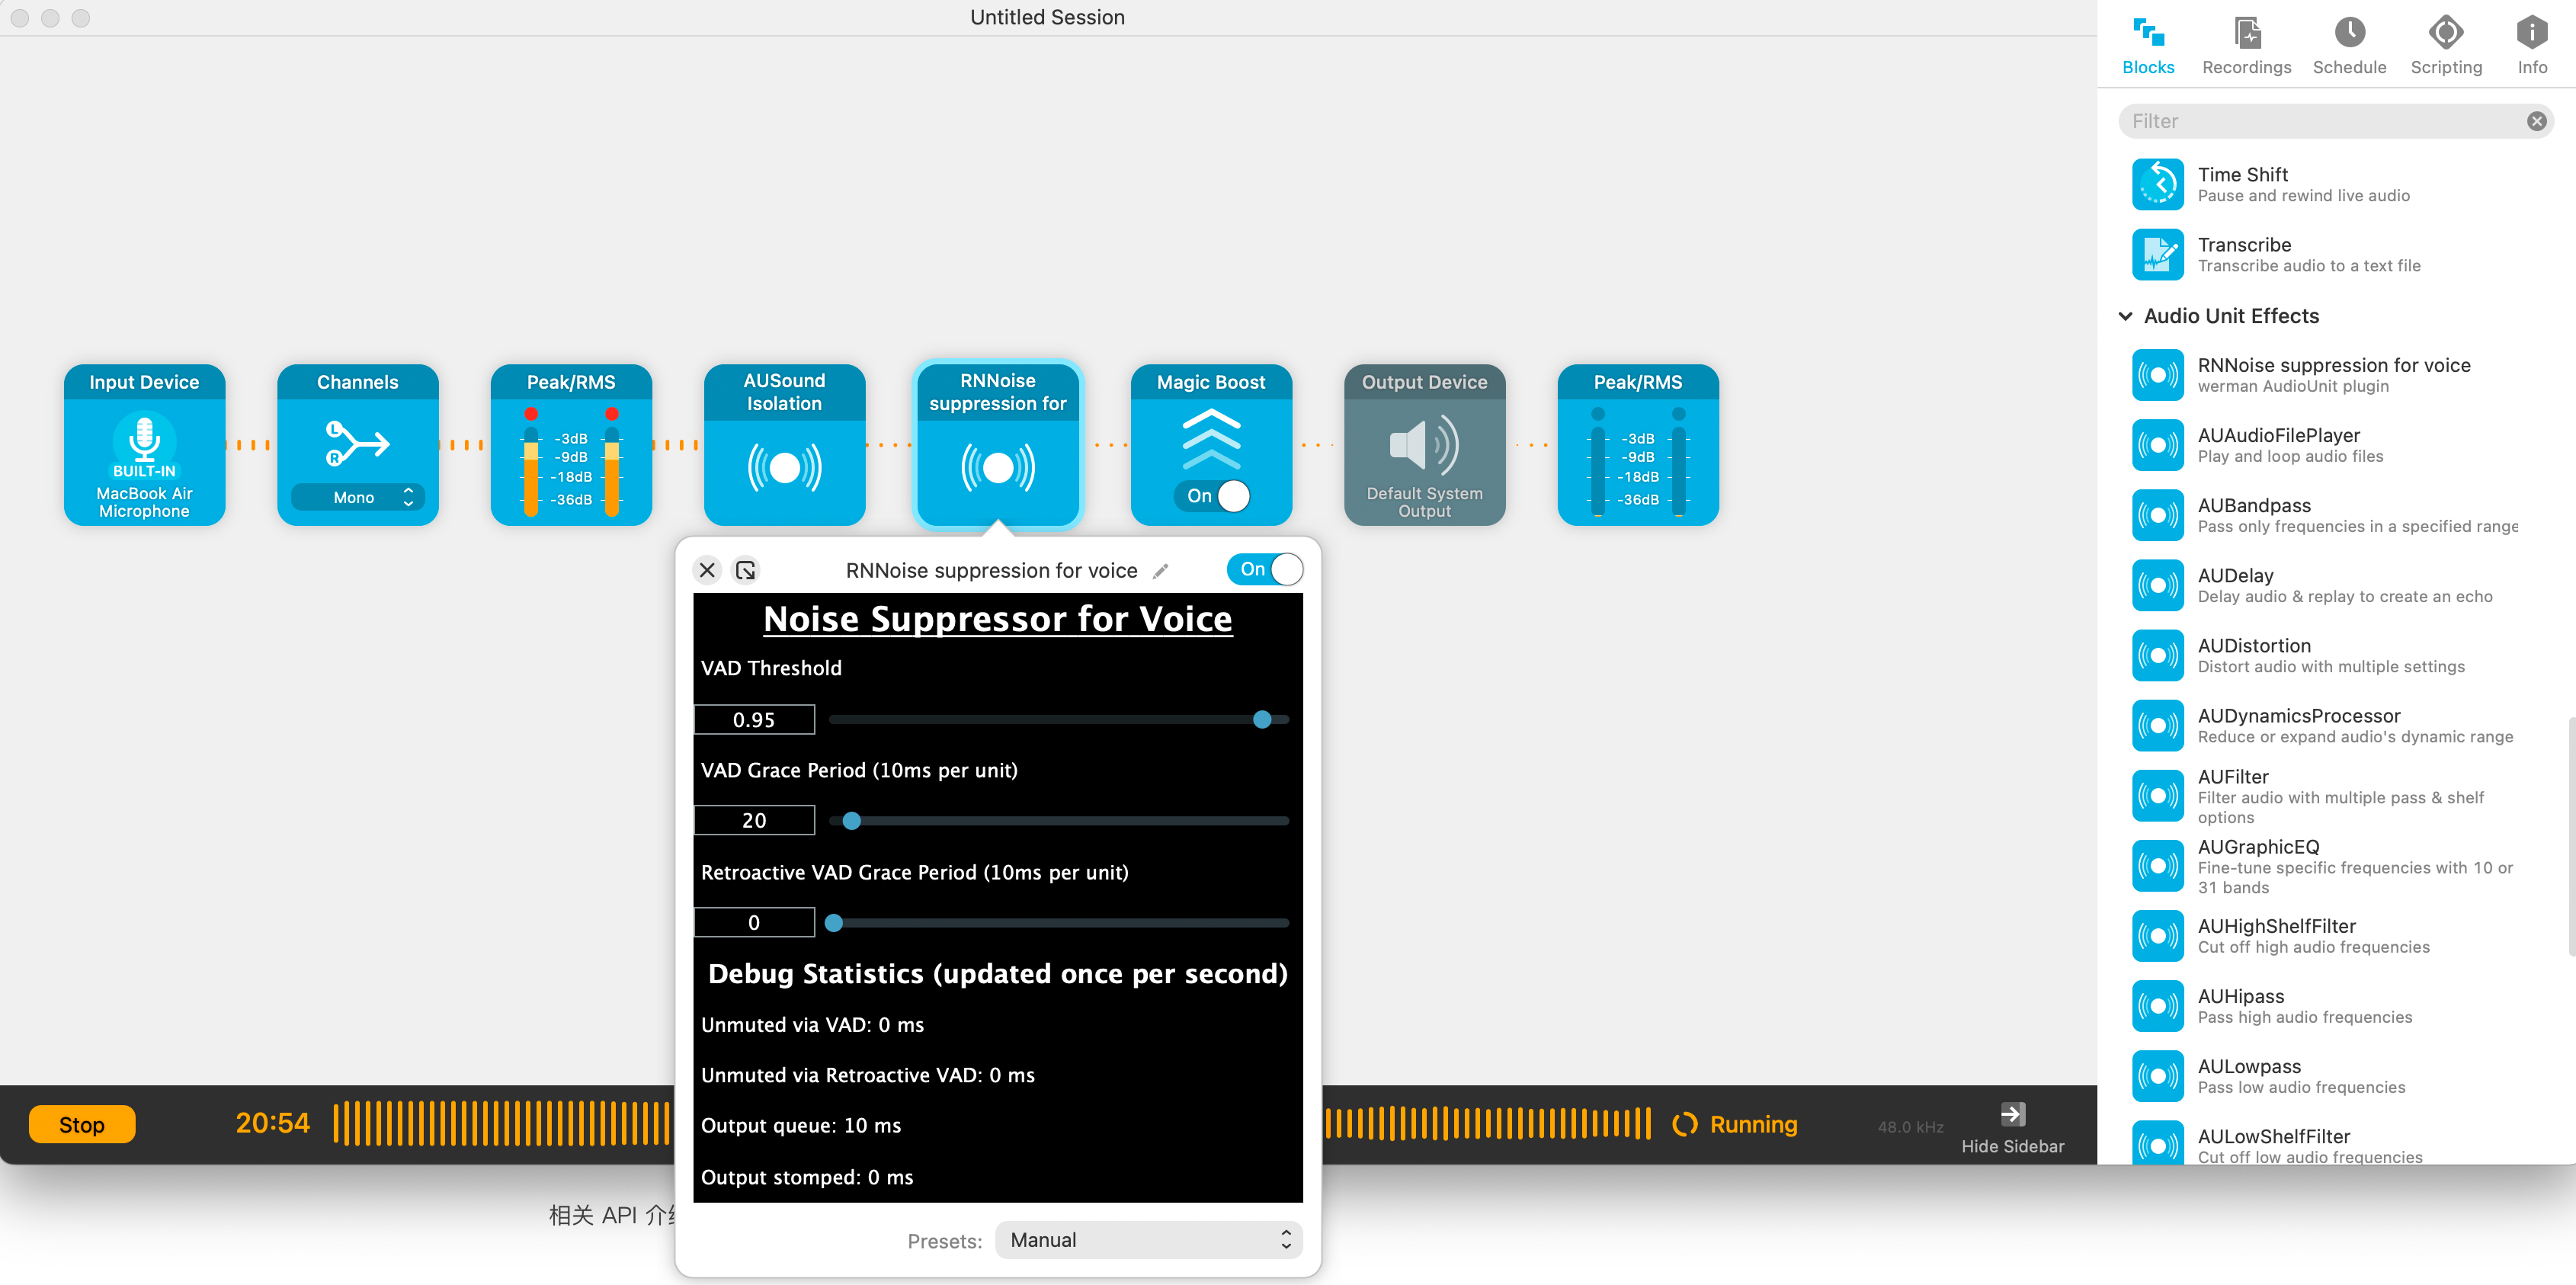 Untitled Session
Blocks
Recordings
Schedule
Scripting
Info
Filter
Time Shift
Pause and rewind live audio
Transcribe
Transcribe audio to a text file
Audio Unit Effects
RNNoise suppression for voice
werman AudioUnit plugin
AUAudioFilePlayer
Play and loop audio files
AUBandpass
Pass only frequencies in a specified range
AUDelay
Delay audio & replay to create an echo
AUDistortion
Distort audio with multiple settings
AUDynamicsProcessor
Reduce or expand audio's dynamic range
AUFilter
Filter audio with multiple pass & shelf
options
AUGraphicEQ
Fine-tune specific frequencies with 10 or
31 bands
AUHighShelfFilter
Cut off high audio frequencies
AUHipass
Pass high audio frequencies
AULowpass
Pass low audio frequencies
AULowShelfFilter
Cut off low audio frequencies
Input Device
BUILT-IN
MacBook Air
Microphone
Channels
L
R
Mono
Peak/RMS
-3dB
-9dB
-18dB
-36dB
AUSound
Isolation
RNNoise
suppression for
Magic Boost
On
Output Device
Default System
Output
Peak/RMS
-3dB
-9dB
-18dB
-36dB
RNNoise suppression for voice
On
Noise Suppressor for Voice
VAD Threshold
0.95
VAD Grace Period (10ms per unit)
20
Retroactive VAD Grace Period (10ms per unit)
0
Debug Statistics (updated once per second)
Unmuted via VAD: 0 ms
Unmuted via Retroactive VAD: 0 ms
Output queue: 10 ms
Output stomped: 0 ms
Presets:
Manual
Stop
20:54
Running
48.0 kHz
Hide Sidebar
相关 API 介